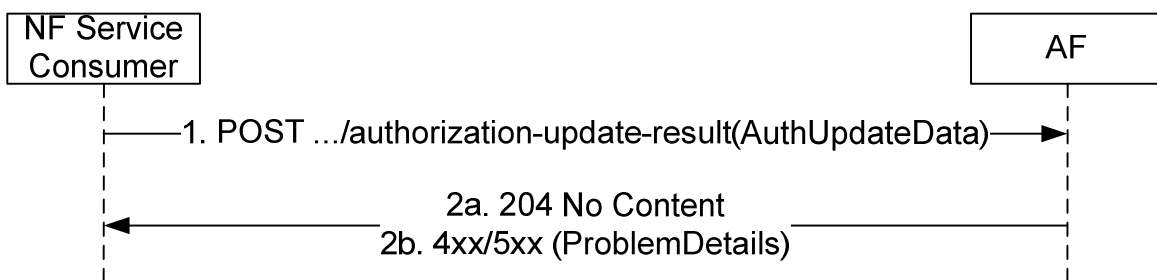 NF Service
Consumer
AF
1. POST .../authorization-update-result(AuthUpdateData)
2a. 204 No Content
2b. 4xx/5xx (ProblemDetails)